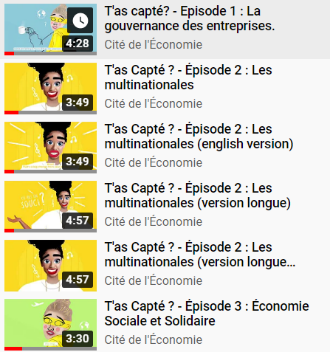 T'as capté? - Episode 1 : La
gouvernance des entreprises.
Cité de l'Économie
4:28
T'as Capté ? - Épisode 2 : Les
multinationales
Cité de l'Économie
3:49
T'as Capté ? - Épisode 2 : Les
multinationales (english version)
Cité de l'Économie
3:49
T'as Capté ? - Épisode 2 : Les
multinationales (version longue)
Cité de l'Économie
4:57
T'as Capté ? - Épisode 2 : Les
multinationales (version longue...
Cité de l'Économie
4:57
T'as Capté ? - Épisode 3 : Économie
Sociale et Solidaire
Cité de l'Économie
3:30